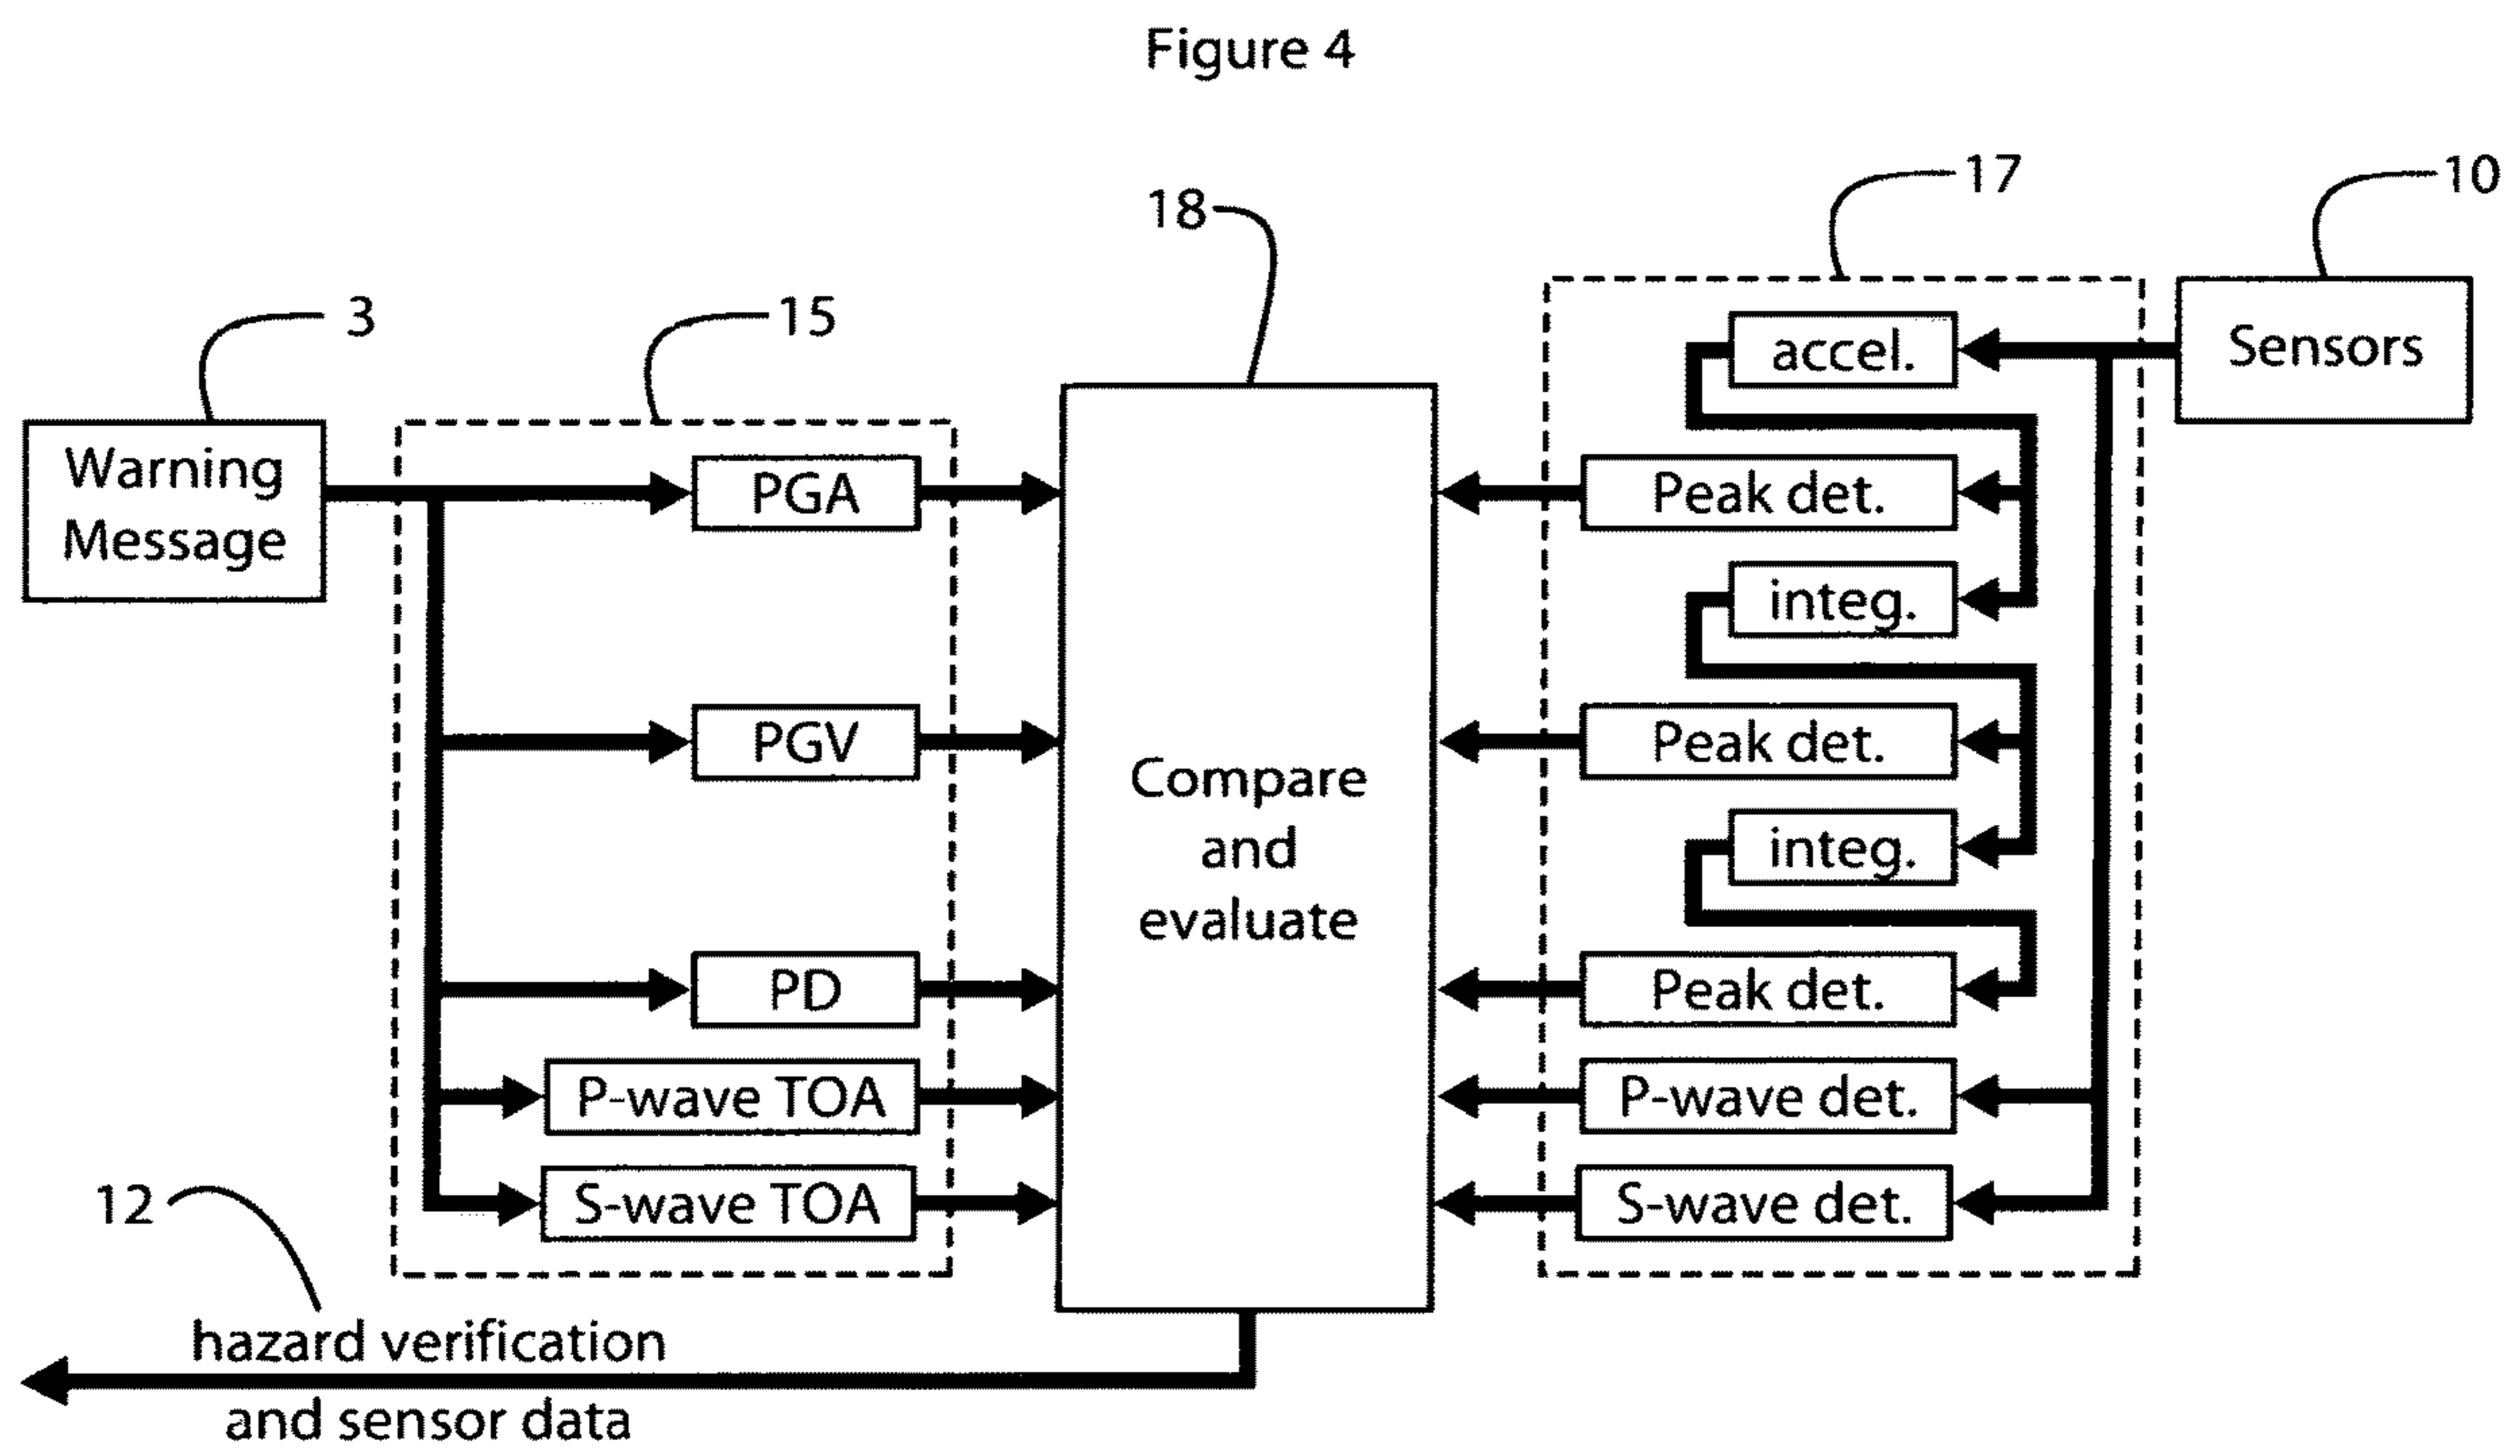 Figure 4
3
15
18
17
10
Warning
Message
PGA
PGV
PD
P-wave TOA
S-wave TOA
Compare
and
evaluate
accel.
Peak det.
integ.
Peak det.
integ.
Peak det.
P-wave det.
S-wave det.
Sensors
12
hazard verification
and sensor data